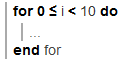 for 0 ≤ i < 10 do
...
end for